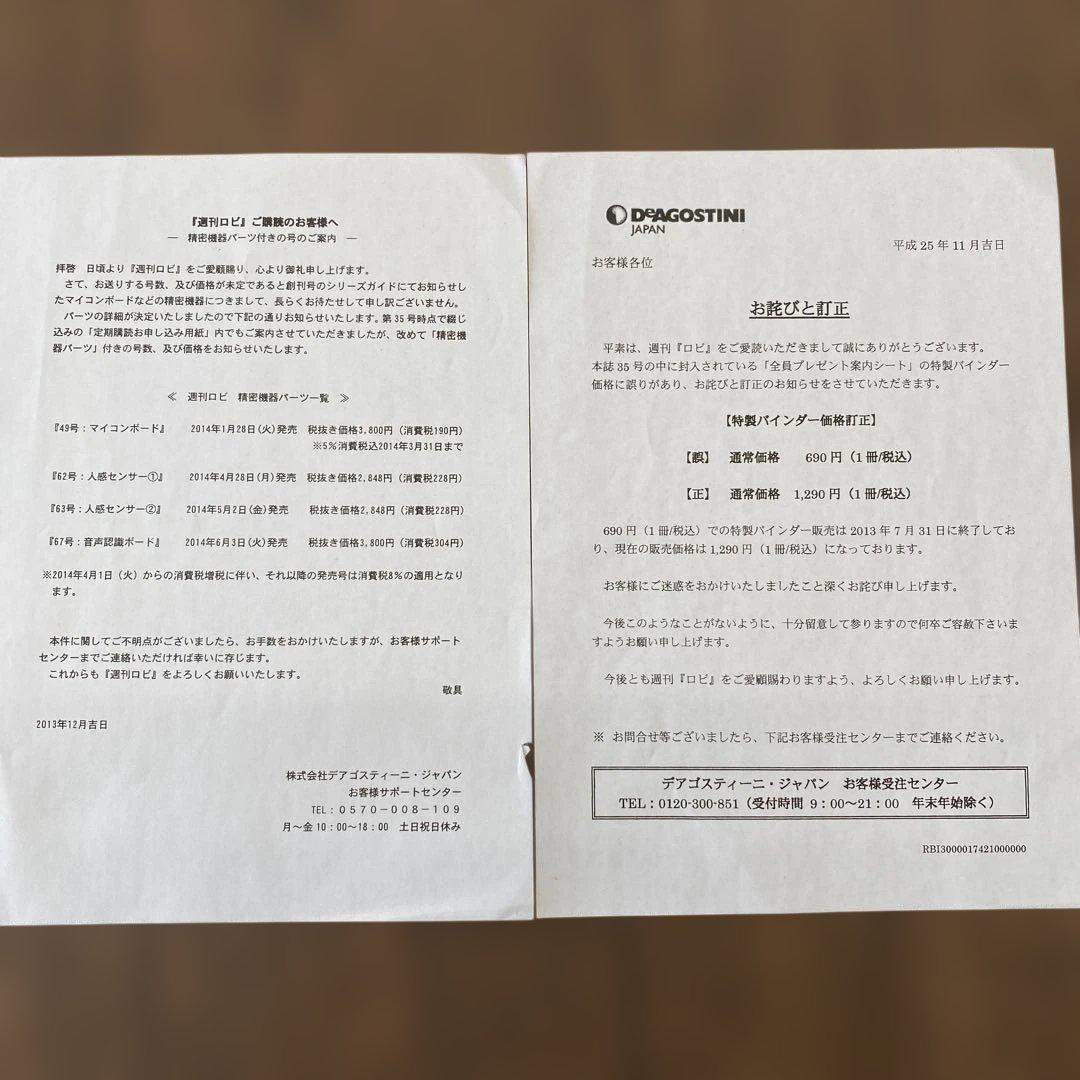 『週刊ロビ』ご購読のお客様へ
― 精密機器パーツ付きの号のご案内 ―
拝啓 日頃より『週刊ロビ』をご愛顧賜り、心より御礼申し上げます。
さて、お送りする号数、及び価格が未定であると創刊号のシリーズガイドにてお知らせし
たマイコンボードなどの精密機器につきまして、長らくお待たせして申し訳ございません。
パーツの詳細が決定いたしましたので下記の通りお知らせいたします。第35号時点で綴じ
込みの「定期購読お申し込み用紙」内でもご案内させていただきましたが、改めて「精密機
器パーツ」付きの号数、及び価格をお知らせいたします。
≪ 週刊ロビ 精密機器パーツ一覧 ≫
『49号：マイコンボード』 2014年1月28日(火)発売 税抜き価格3,800円（消費税190円）
※5％消費税込2014年3月31日まで
『62号：人感センサー①』 2014年4月28日(月)発売 税抜き価格2,848円（消費税228円）
『63号：人感センサー②』 2014年5月2日(金)発売 税抜き価格2,848円（消費税228円）
『67号：音声認識ボード』 2014年6月3日(火)発売 税抜き価格3,800円（消費税304円）
※2014年4月1日（火）からの消費税増税に伴い、それ以降の発売号は消費税8％の適用となり
ます。
本件に関してご不明点がございましたら、お手数をおかけいたしますが、お客様サポート
センターまでご連絡いただければ幸いに存じます。
これからも『週刊ロビ』をよろしくお願いいたします。
敬具
2013年12月吉日
株式会社デアゴスティーニ・ジャパン
お客様サポートセンター
TEL：０５７０－００８－１０９
月～金10：00～18：00 土日祝日休み
DeAGOSTINI
JAPAN
平成 25 年 11 月吉日
お客様各位
お詫びと訂正
平素は、週刊『ロビ』をご愛読いただきまして誠にありがとうございます。
本誌 35 号の中に封入されている「全員プレゼント案内シート」の特製バインダー
価格に誤りがあり、お詫びと訂正のお知らせをさせていただきます。
【特製バインダー価格訂正】
【誤】 通常価格 690 円（1 冊/税込）
【正】 通常価格 1,290 円（1 冊/税込）
690 円（1 冊/税込）での特製バインダー販売は 2013 年 7 月 31 日に終了してお
り、現在の販売価格は 1,290 円（1 冊/税込）になっております。
お客様にご迷惑をおかけいたしましたこと深くお詫び申し上げます。
今後このようなことがないように、十分留意して参りますので何卒ご容赦下さいま
すようお願い申し上げます。
今後とも週刊『ロビ』をご愛顧賜わりますよう、よろしくお願い申し上げます。
※ お問合せ等ございましたら、下記お客様受注センターまでご連絡ください。
デアゴスティーニ・ジャパン お客様受注センター
TEL：0120-300-851（受付時間 9：00～21：00 年末年始除く）
RBI3000017421000000